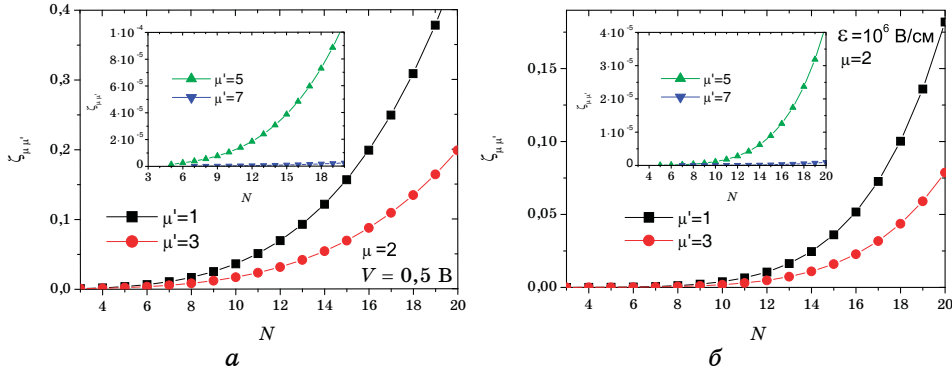 0,4
0,3
0,2
0,1
0,0
ζμμ'
1·10⁻⁴
8·10⁻⁵
6·10⁻⁵
4·10⁻⁵
2·10⁻⁵
0
ζμμ'
μ'=5
μ'=7
3 6 9 12 15 18
N
μ'=1
μ'=3
μ=2
V = 0,5 В
4 6 8 10 12 14 16 18 20
N
а
0,15
0,10
0,05
0,00
ζμμ'
4·10⁻⁵
3·10⁻⁵
2·10⁻⁵
1·10⁻⁵
0
ζμμ'
μ'=5
μ'=7
4 6 8 10 12 14 16 18 20
N
ε=10⁶ В/см
μ=2
μ'=1
μ'=3
4 6 8 10 12 14 16 18 20
N
б